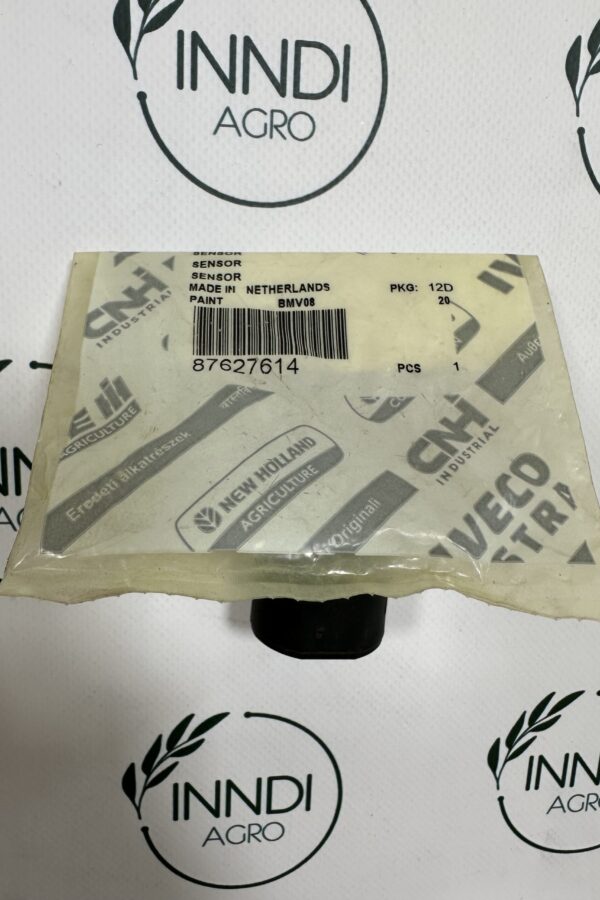 INNDI
AGRO
SENSOR
SENSOR
SENSOR
MADE IN NETHERLANDS PKG: 12D
PAINT BMV08 20
87627614 PCS 1
CNH
INDUSTRIAL
AGRICULTURE
Eredeti alkatrészek
NEW HOLLAND
AGRICULTURE
Originali
CNH
INDUSTRIAL
IVECO
INNDI
AGRO
INNDI
AGRO